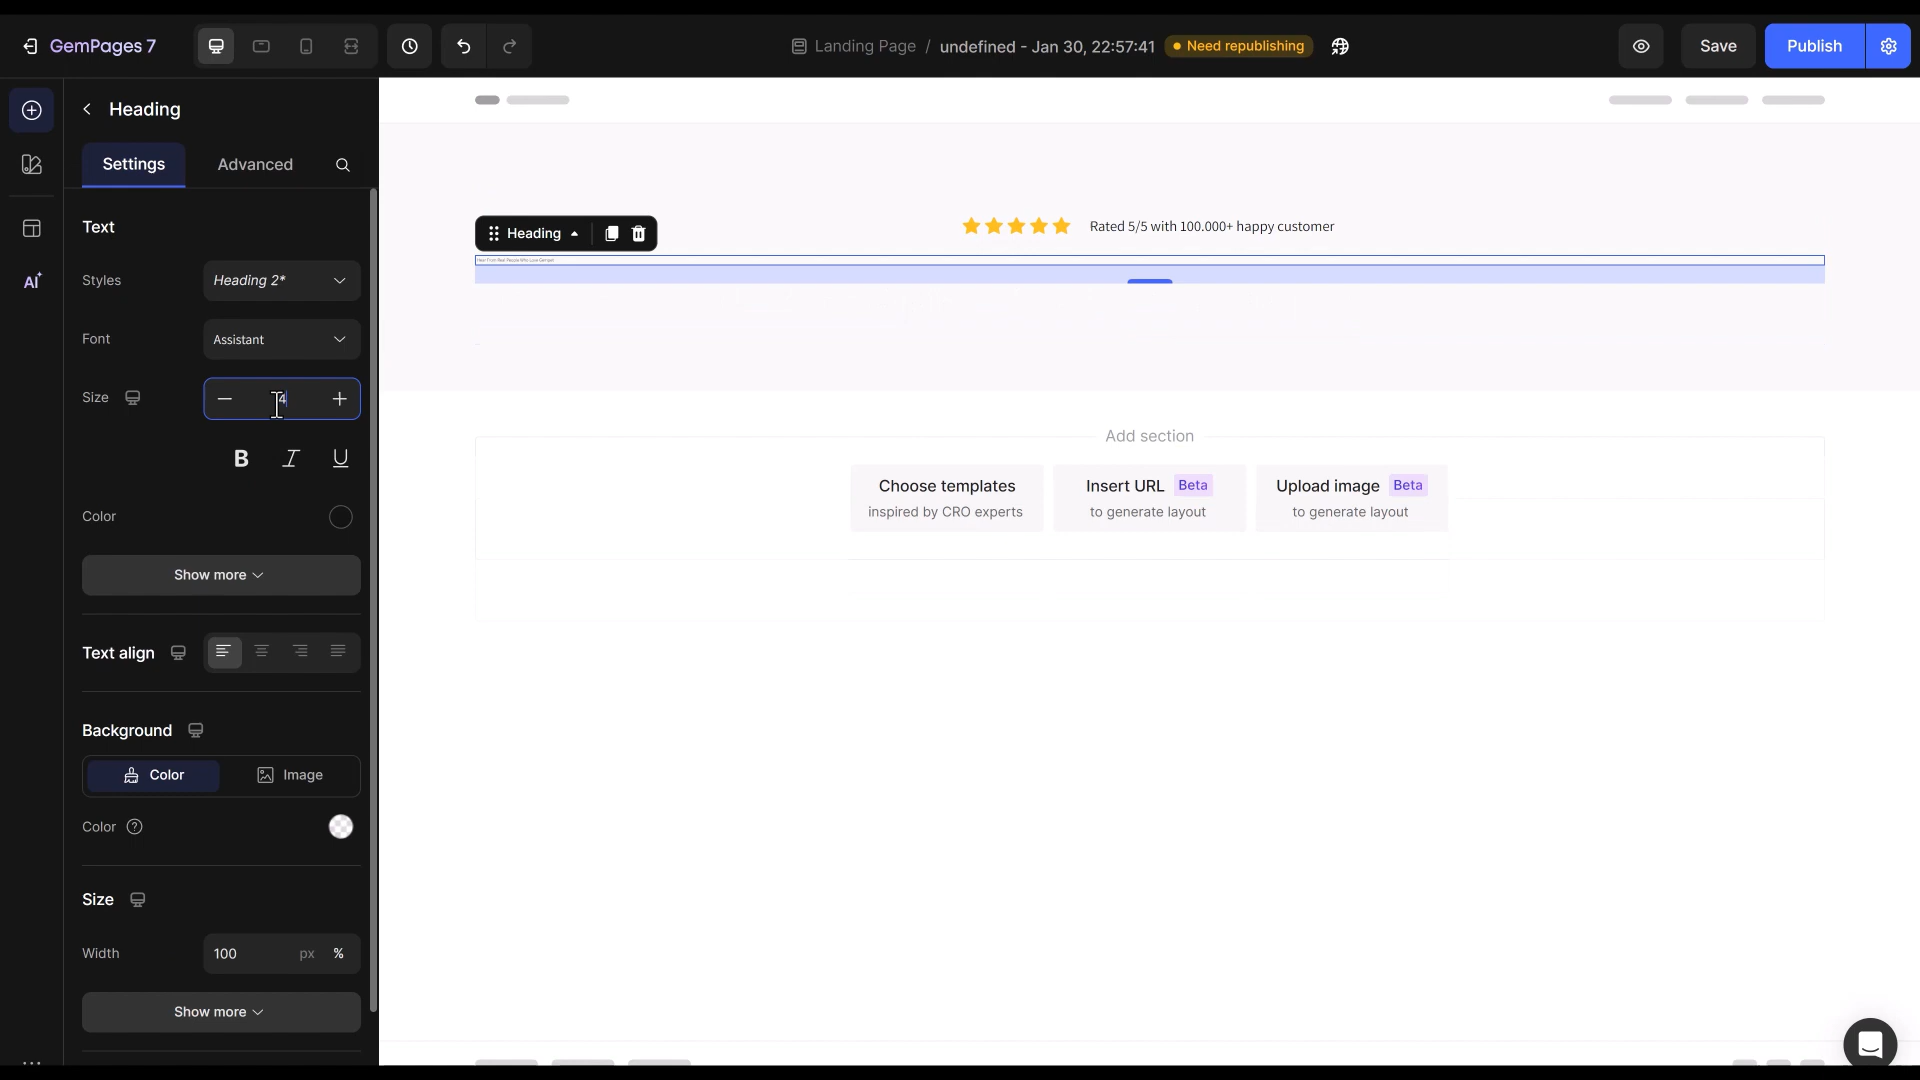 GemPages 7
Landing Page / undefined - Jan 30, 22:57:41
Need republishing
Save
Publish
Heading
Settings
Advanced
Text
Styles
Heading 2*
Font
Assistant
Size
4
B I U
Color
Show more
Text align
Background
Color
Image
Color
Size
Width
100 px %
Show more
AI
Heading
Rated 5/5 with 100.000+ happy customer
Add section
Choose templates
inspired by CRO experts
Insert URL Beta
to generate layout
Upload image Beta
to generate layout